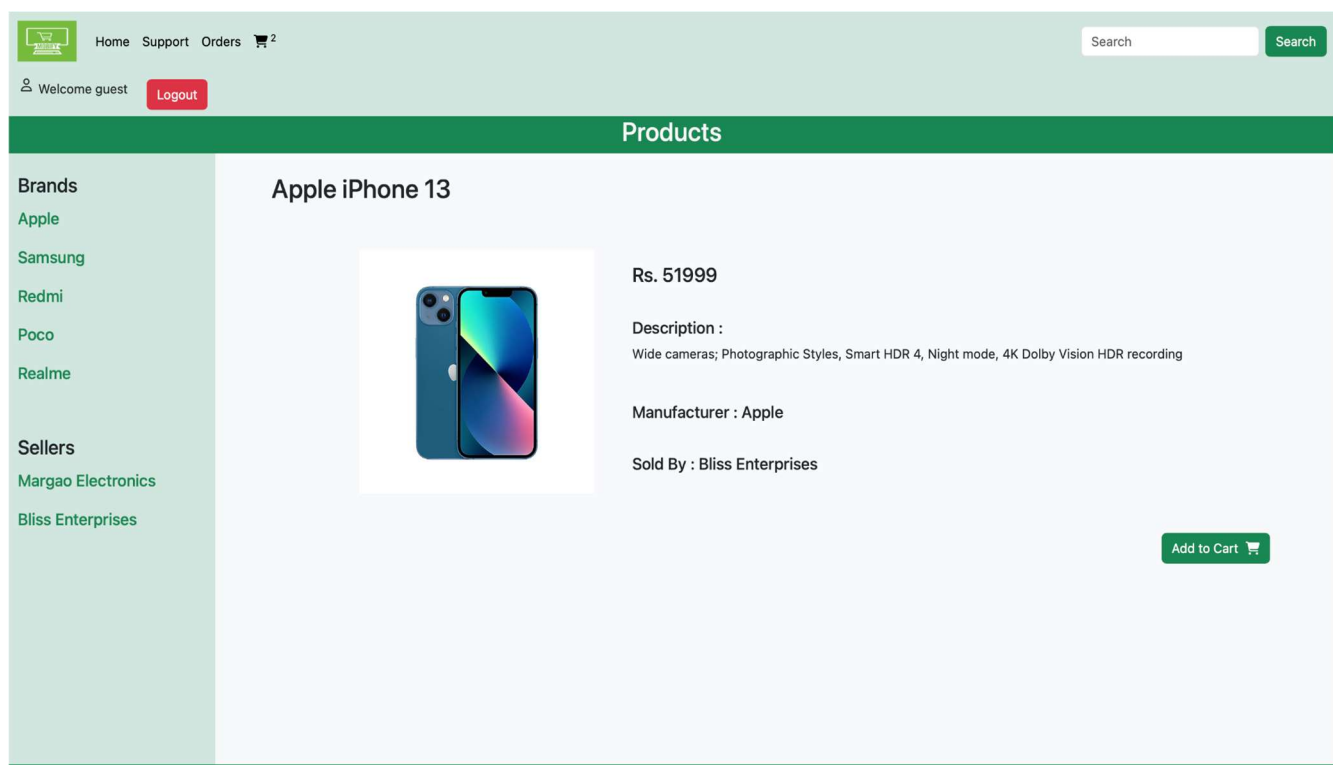 MOBIFY
Home Support Orders 2
Search
Search
Welcome guest
Logout
Products
Brands
Apple
Samsung
Redmi
Poco
Realme
Sellers
Margao Electronics
Bliss Enterprises
Apple iPhone 13
Rs. 51999
Description :
Wide cameras; Photographic Styles, Smart HDR 4, Night mode, 4K Dolby Vision HDR recording
Manufacturer : Apple
Sold By : Bliss Enterprises
Add to Cart